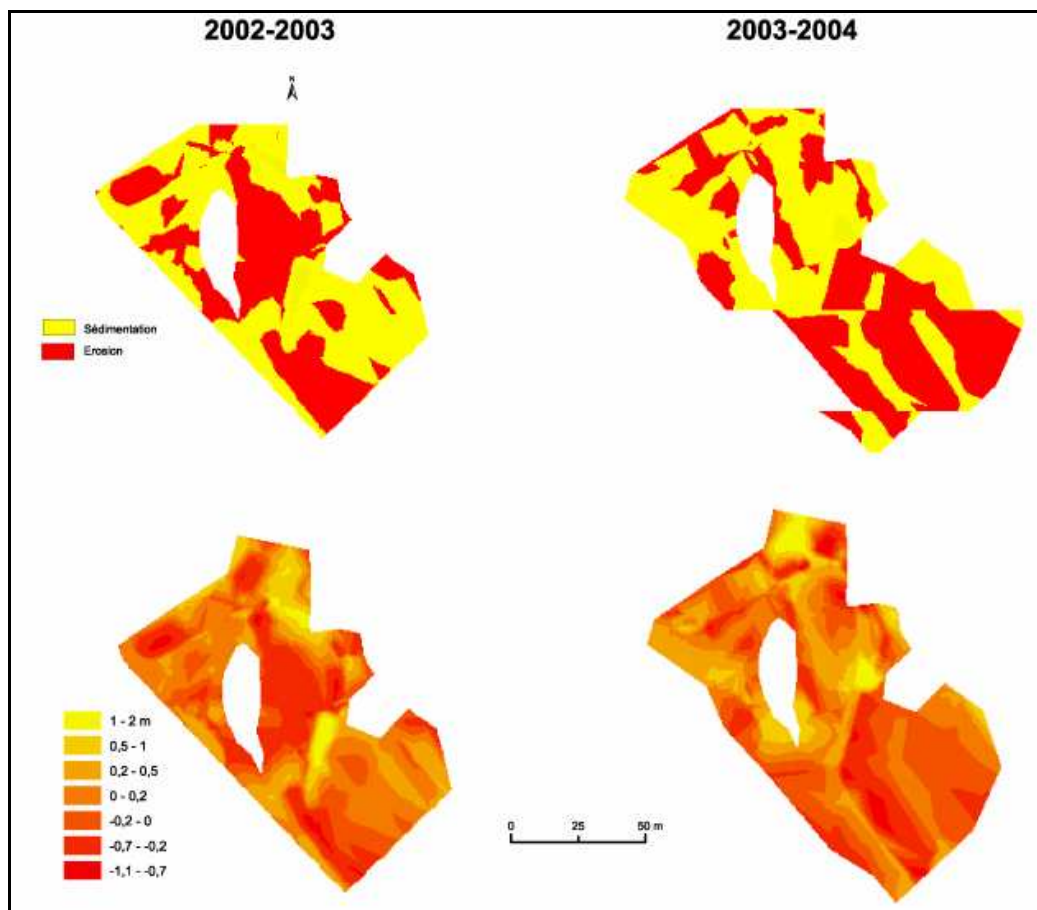 2002-2003
2003-2004
N
Sédimentation
Erosion
1 - 2 m
0,5 - 1
0,2 - 0,5
0 - 0,2
-0,2 - 0
-0,7 - -0,2
-1,1 - -0,7
0 25 50 m